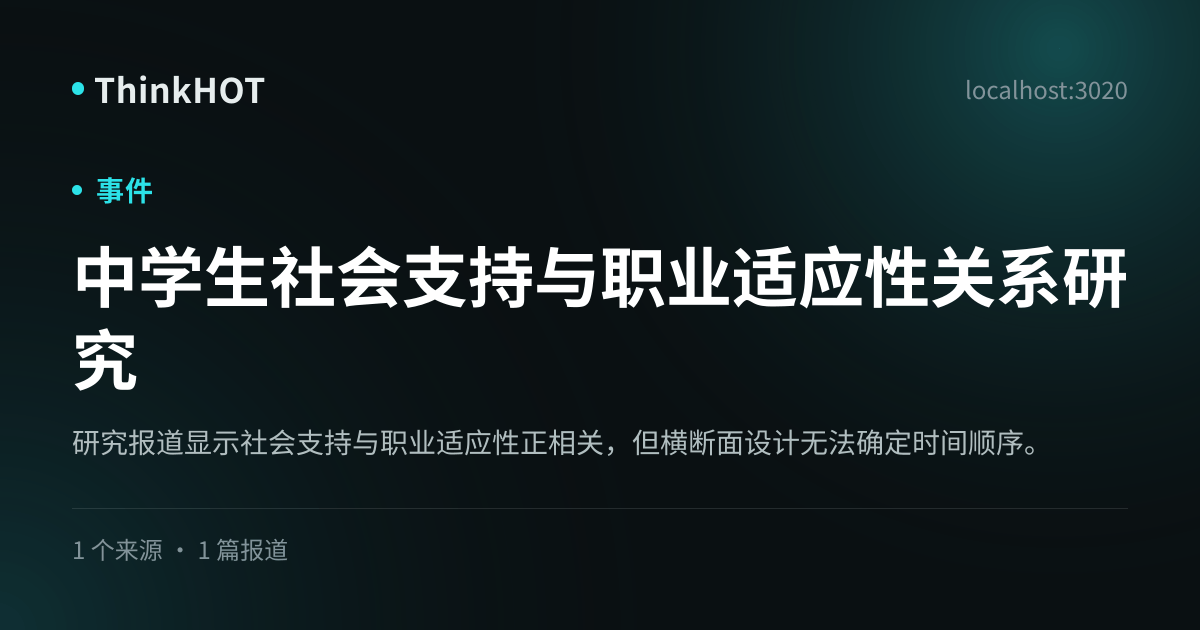 ThinkHOT
localhost:3020
事件
中学生社会支持与职业适应性关系研
究
研究报道显示社会支持与职业适应性正相关，但横断面设计无法确定时间顺序。
1 个来源 · 1 篇报道